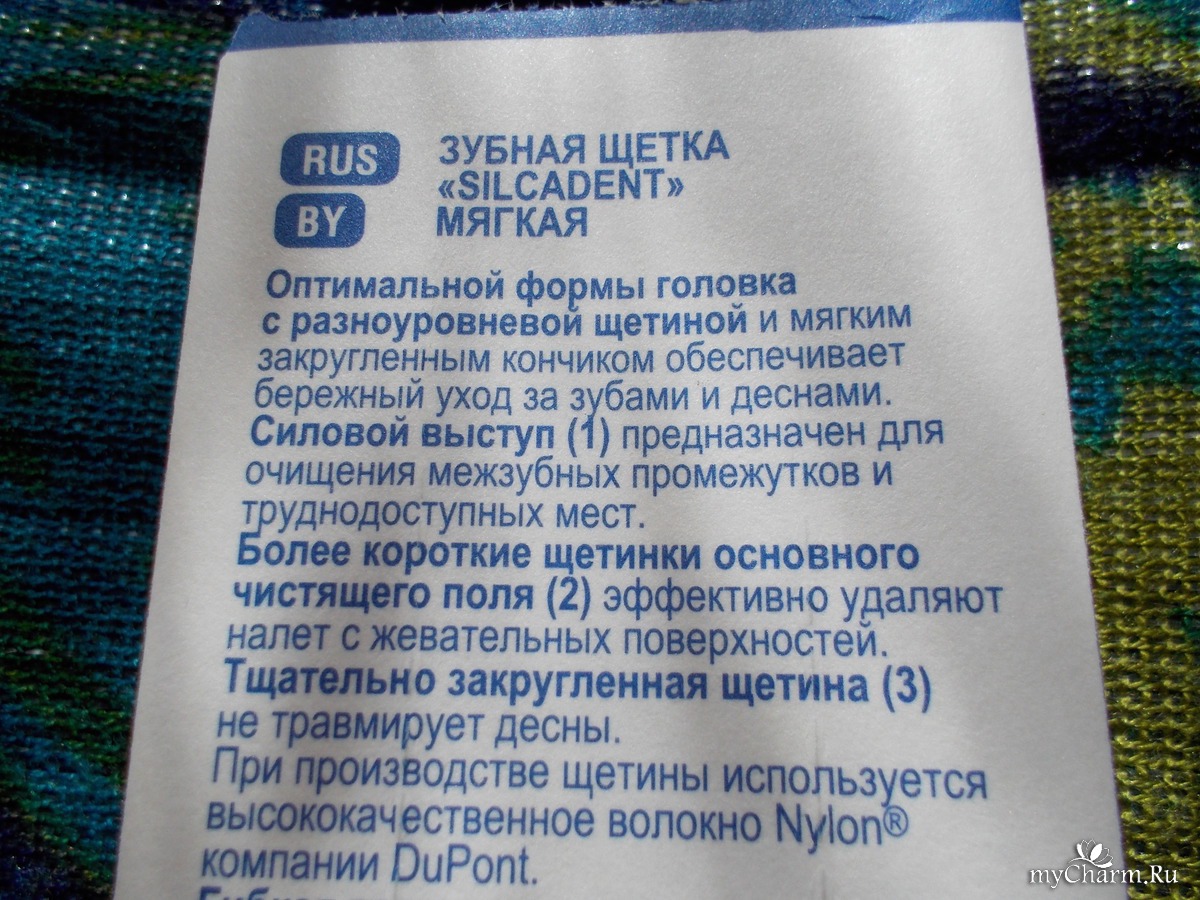 RUS
BY
ЗУБНАЯ ЩЕТКА
«SILCADENT»
МЯГКАЯ
Оптимальной формы головка
с разноуровневой щетиной и мягким
закругленным кончиком обеспечивает
бережный уход за зубами и деснами.
Силовой выступ (1) предназначен для
очищения межзубных промежутков и
труднодоступных мест.
Более короткие щетинки основного
чистящего поля (2) эффективно удаляют
налет с жевательных поверхностей.
Тщательно закругленная щетина (3)
не травмирует десны.
При производстве щетины используется
высококачественное волокно Nylon®
компании DuPont.
myCharm.Ru